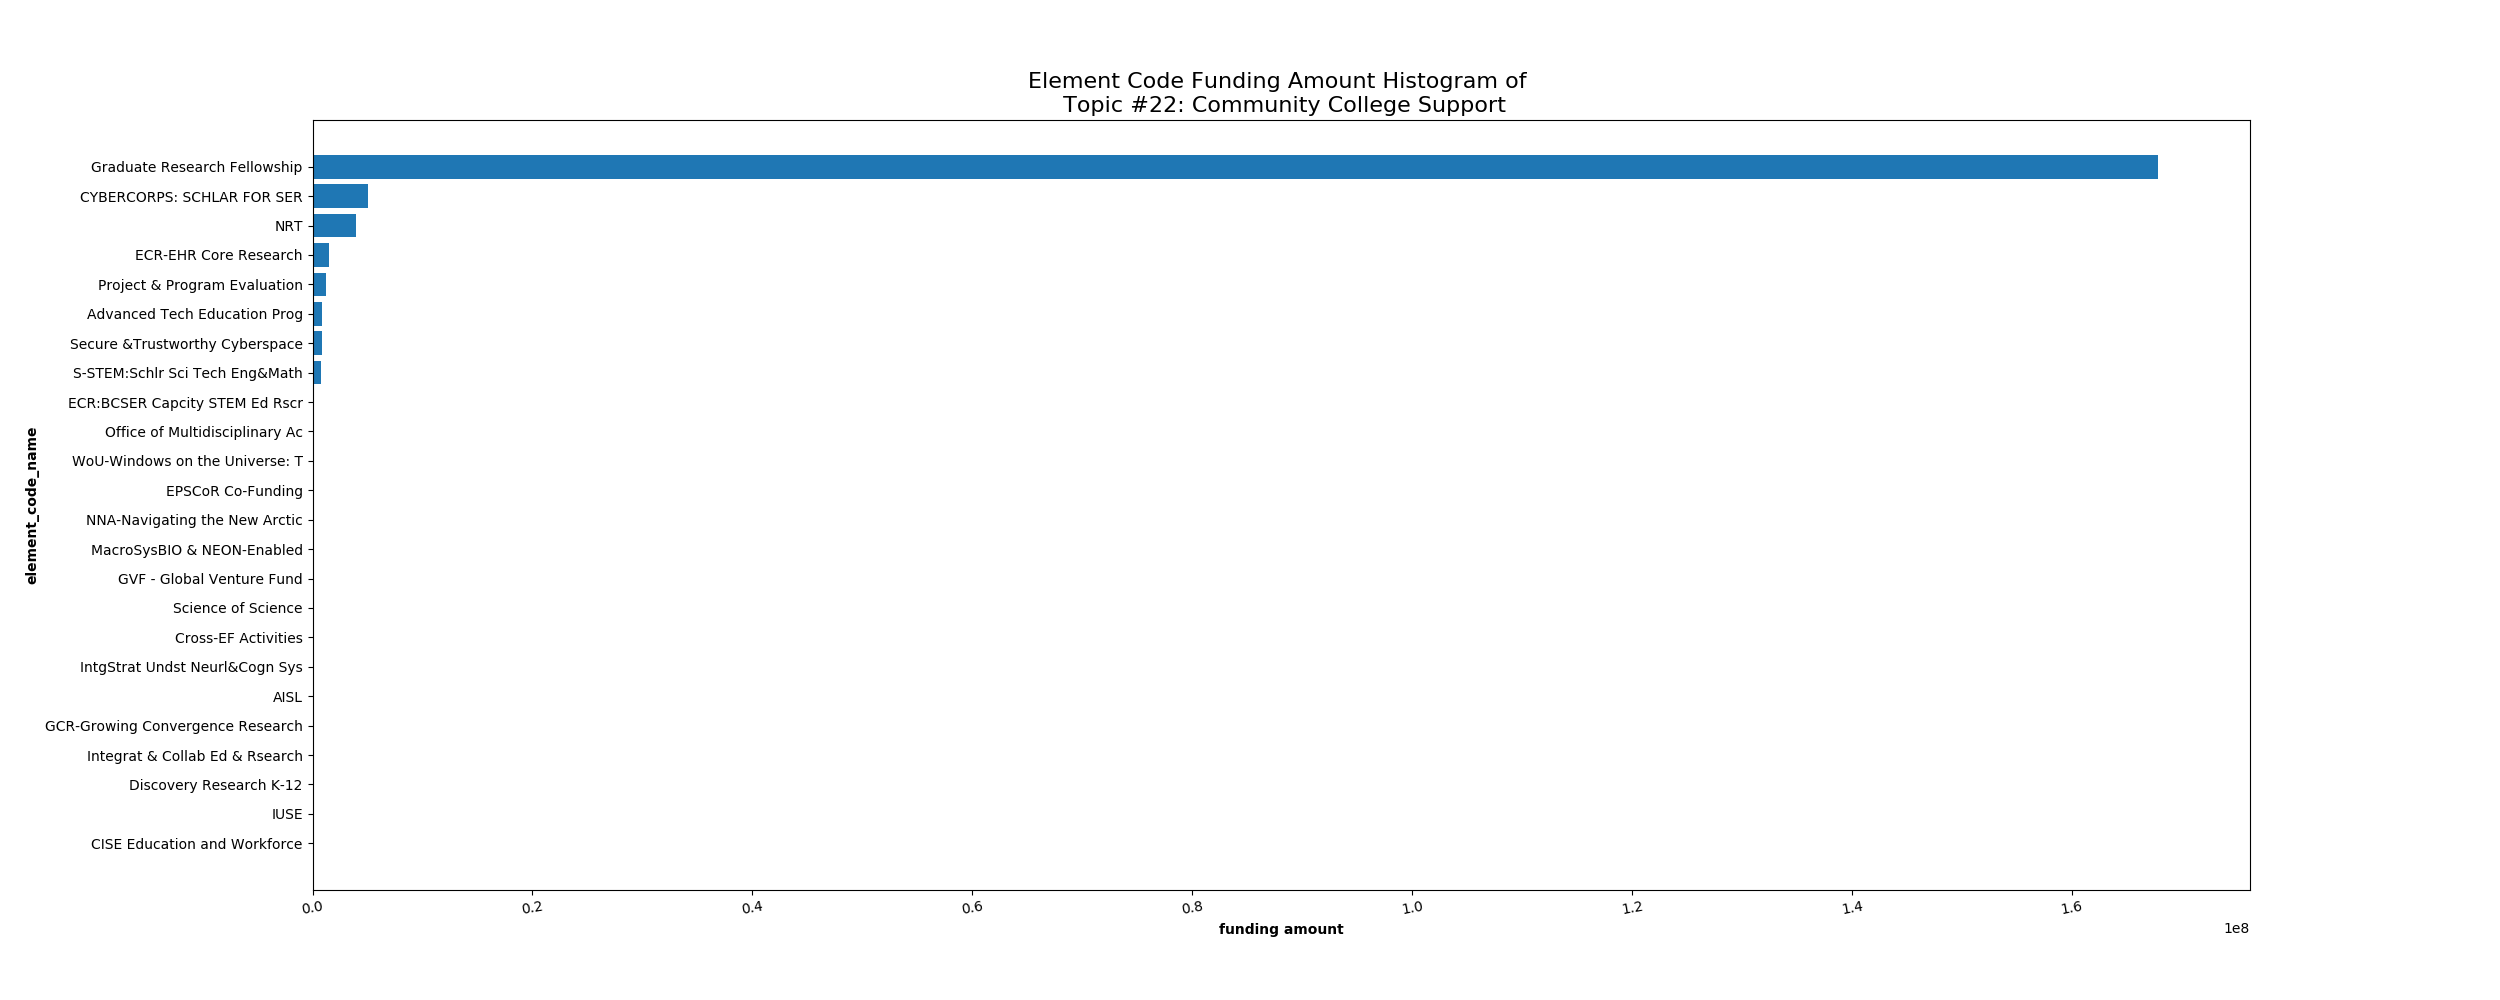 Element Code Funding Amount Histogram of
Topic #22: Community College Support
Graduate Research Fellowship
CYBERCORPS: SCHLAR FOR SER
NRT
ECR-EHR Core Research
Project & Program Evaluation
Advanced Tech Education Prog
Secure &Trustworthy Cyberspace
S-STEM:Schlr Sci Tech Eng&Math
ECR:BCSER Capcity STEM Ed Rscr
Office of Multidisciplinary Ac
WoU-Windows on the Universe: T
EPSCoR Co-Funding
NNA-Navigating the New Arctic
MacroSysBIO & NEON-Enabled
GVF - Global Venture Fund
Science of Science
Cross-EF Activities
IntgStrat Undst Neurl&Cogn Sys
AISL
GCR-Growing Convergence Research
Integrat & Collab Ed & Rsearch
Discovery Research K-12
IUSE
CISE Education and Workforce
element_code_name
0.0 0.2 0.4 0.6 0.8 1.0 1.2 1.4 1.6
1e8
funding amount